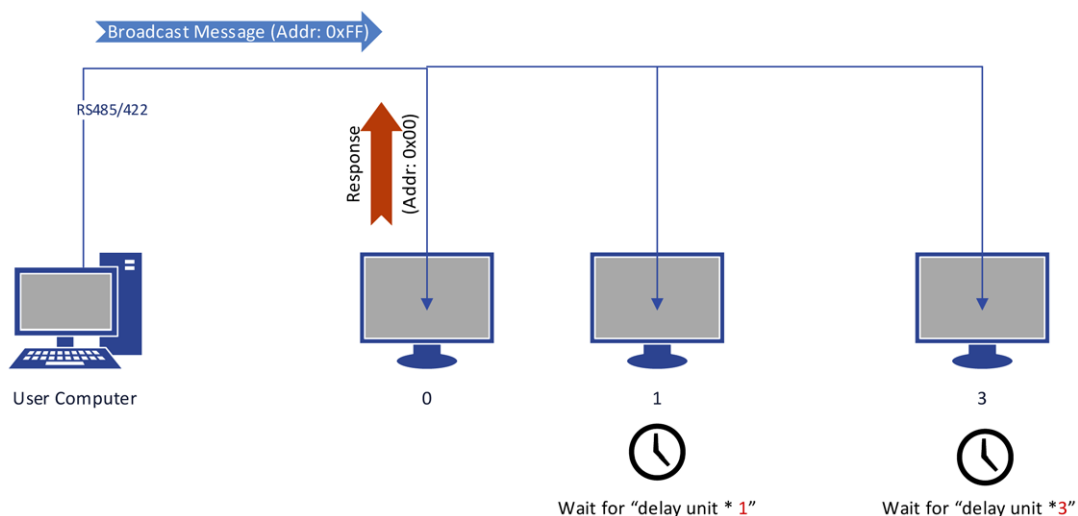 Broadcast Message (Addr: 0xFF)
RS485/422
Response
(Addr: 0x00)
User Computer
0
1
3
Wait for “delay unit * 1”
Wait for “delay unit *3”